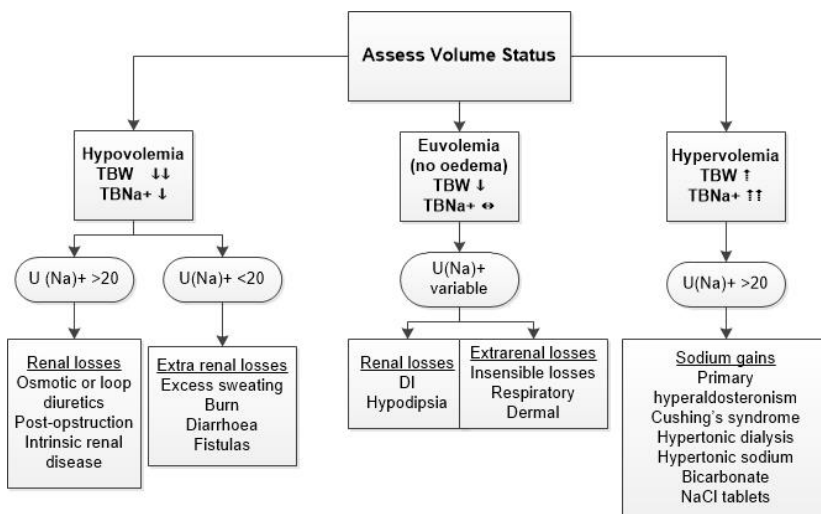 Assess Volume Status
Hypovolemia
TBW ↓↓
TBNa+ ↓
Euvolemia
(no oedema)
TBW ↓
TBNa+ ↔
Hypervolemia
TBW ↑
TBNa+ ↑↑
U (Na)+ >20
U(Na)+ <20
U(Na)+
variable
U(Na)+ >20
Renal losses
Osmotic or loop
diuretics
Post-opstruction
Intrinsic renal
disease
Extra renal losses
Excess sweating
Burn
Diarrhoea
Fistulas
Renal losses
DI
Hypodipsia
Extrarenal losses
Insensible losses
Respiratory
Dermal
Sodium gains
Primary
hyperaldosteronism
Cushing's syndrome
Hypertonic dialysis
Hypertonic sodium
Bicarbonate
NaCl tablets